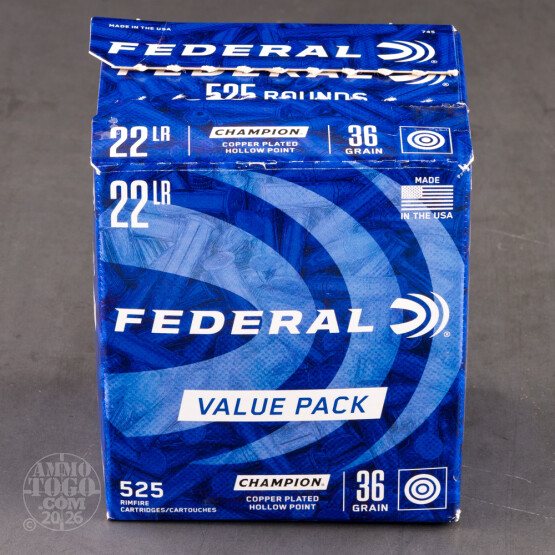 MADE IN THE USA
745
FEDERAL®
FEDERAL
525 ROUNDS
22 LR
CHAMPION
COPPER PLATED
HOLLOW POINT
36
GRAIN
22 LR
MADE
IN THE USA
FEDERAL®
VALUE PACK
525
RIMFIRE
CARTRIDGES/CARTOUCHES
CHAMPION®
COPPER PLATED
HOLLOW POINT
36
GRAIN
AMMO
TOGO
.COM
© 2026